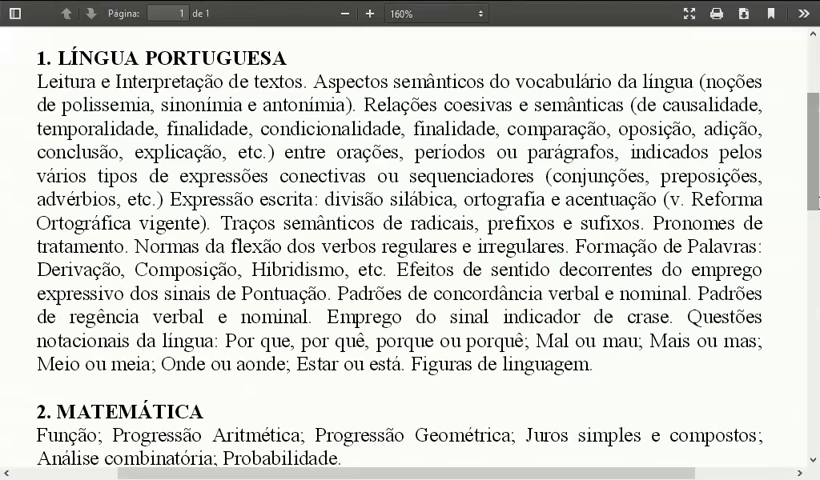 Página: 1 de 1 160%
1. LÍNGUA PORTUGUESA
Leitura e Interpretação de textos. Aspectos semânticos do vocabulário da língua (noções
de polissemia, sinonímia e antonímia). Relações coesivas e semânticas (de causalidade,
temporalidade, finalidade, condicionalidade, finalidade, comparação, oposição, adição,
conclusão, explicação, etc.) entre orações, períodos ou parágrafos, indicados pelos
vários tipos de expressões conectivas ou sequenciadores (conjunções, preposições,
advérbios, etc.) Expressão escrita: divisão silábica, ortografia e acentuação (v. Reforma
Ortográfica vigente). Traços semânticos de radicais, prefixos e sufixos. Pronomes de
tratamento. Normas da flexão dos verbos regulares e irregulares. Formação de Palavras:
Derivação, Composição, Hibridismo, etc. Efeitos de sentido decorrentes do emprego
expressivo dos sinais de Pontuação. Padrões de concordância verbal e nominal. Padrões
de regência verbal e nominal. Emprego do sinal indicador de crase. Questões
notacionais da língua: Por que, por quê, porque ou porquê; Mal ou mau; Mais ou mas;
Meio ou meia; Onde ou aonde; Estar ou está. Figuras de linguagem.
2. MATEMÁTICA
Função; Progressão Aritmética; Progressão Geométrica; Juros simples e compostos;
Análise combinatória; Probabilidade.